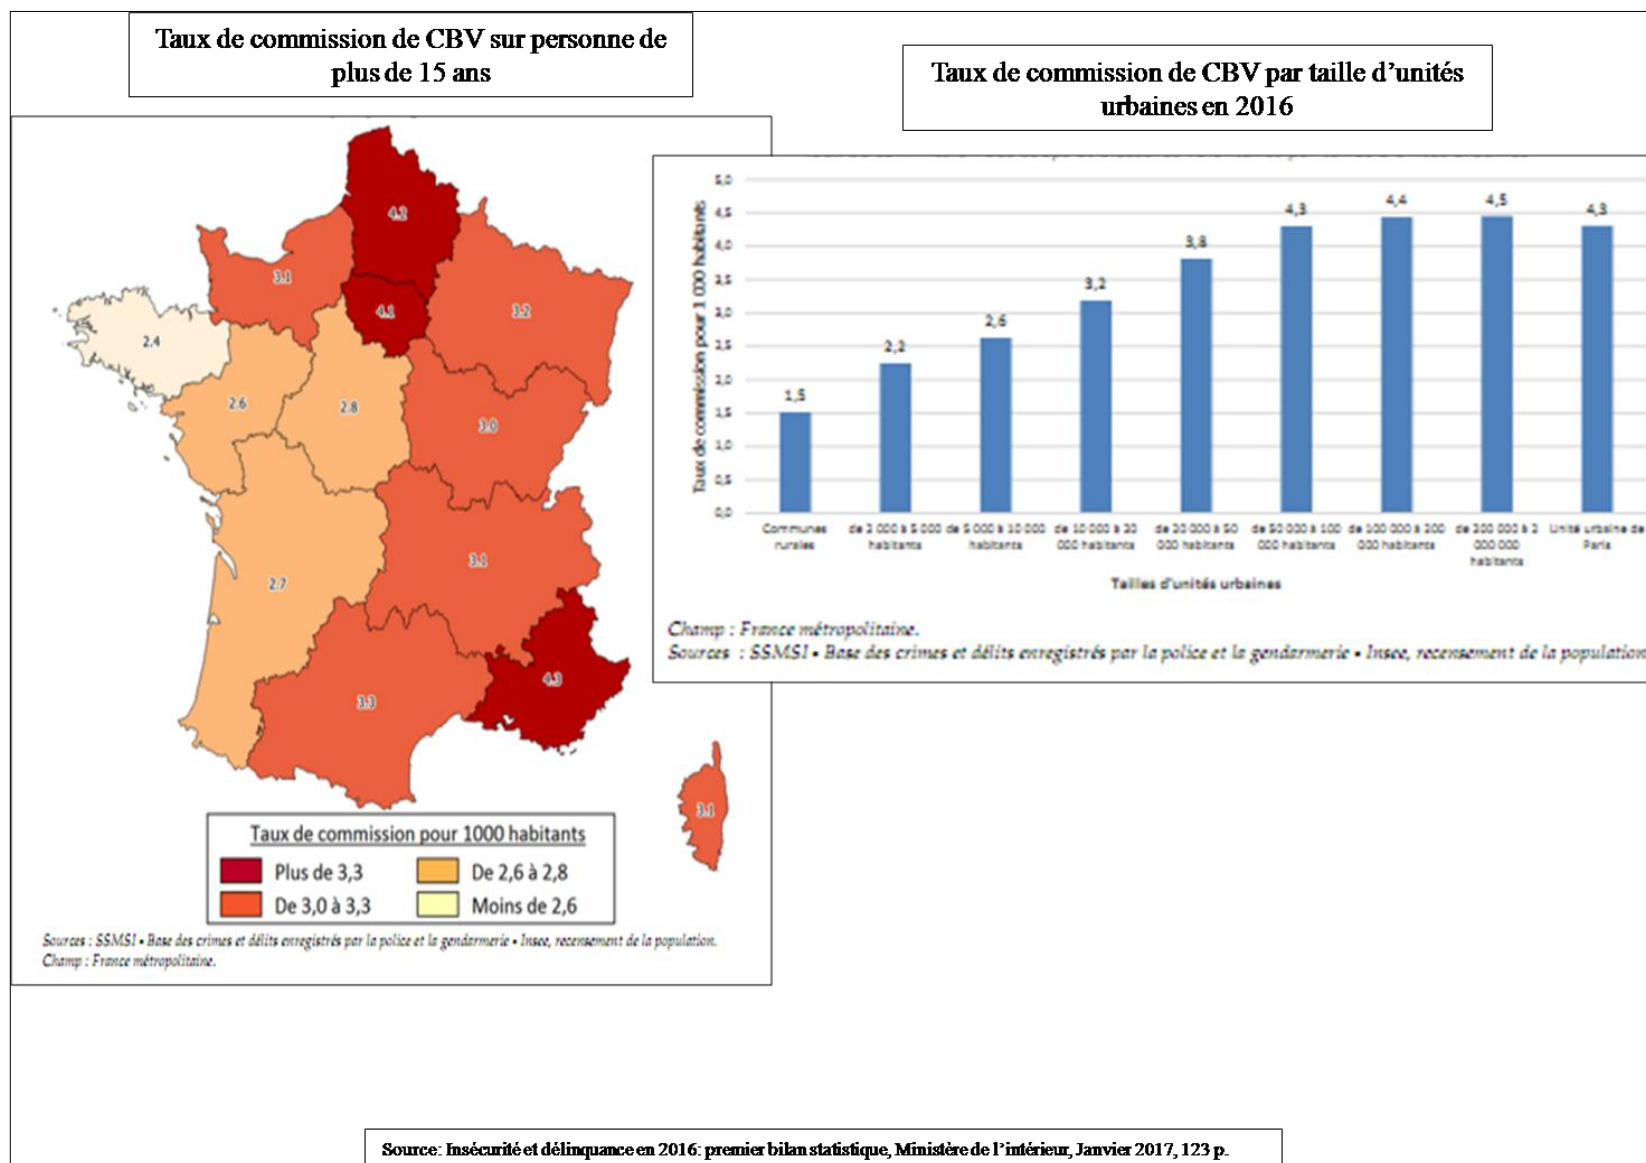 Taux de commission de CBV sur personne de
plus de 15 ans
Taux de commission de CBV par taille d’unités
urbaines en 2016
4.2
3.1
4.1
3.2
2.4
2.6
2.8
3.0
2.7
3.1
4.3
3.3
3.1
Taux de commission pour 1000 habitants
Plus de 3,3
De 2,6 à 2,8
De 3,0 à 3,3
Moins de 2,6
Sources : SSMSI • Base des crimes et délits enregistrés par la police et la gendarmerie • Insee, recensement de la population.
Champ : France métropolitaine.
Taux de commission pour 1 000 habitants
5,0
4,5
4,0
3,5
3,0
2,5
2,0
1,5
1,0
0,5
0,0
1,5
2,2
2,6
3,2
3,8
4,3
4,4
4,5
4,3
Communes
rurales
de 2 000 à 5 000
habitants
de 5 000 à 10 000
habitants
de 10 000 à 20
000 habitants
de 20 000 à 50
000 habitants
de 50 000 à 100
000 habitants
de 100 000 à 200
000 habitants
de 200 000 à 2
000 000
habitants
Unité urbaine de
Paris
Tailles d'unités urbaines
Champ : France métropolitaine.
Sources : SSMSI • Base des crimes et délits enregistrés par la police et la gendarmerie • Insee, recensement de la population
Source: Insécurité et délinquance en 2016: premier bilan statistique, Ministère de l’intérieur, Janvier 2017, 123 p.